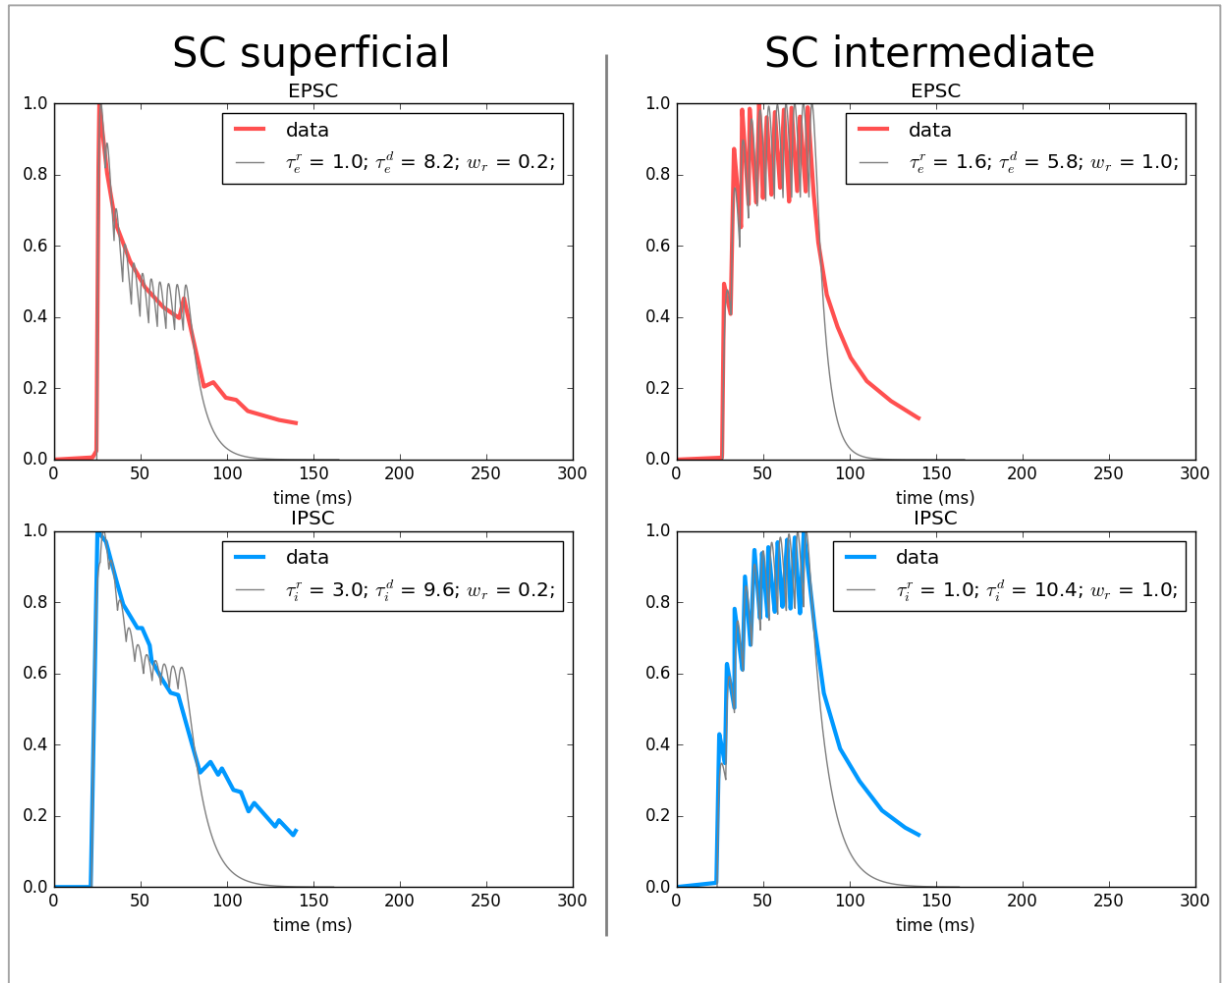 SC superficial
SC intermediate
EPSC
1.0
0.8
0.6
0.4
0.2
0.0
0 50 100 150 200 250 300
time (ms)
data
τ_e^r = 1.0; τ_e^d = 8.2; w_r = 0.2;
EPSC
1.0
0.8
0.6
0.4
0.2
0.0
0 50 100 150 200 250 300
time (ms)
data
τ_e^r = 1.6; τ_e^d = 5.8; w_r = 1.0;
IPSC
1.0
0.8
0.6
0.4
0.2
0.0
0 50 100 150 200 250 300
time (ms)
data
τ_i^r = 3.0; τ_i^d = 9.6; w_r = 0.2;
IPSC
1.0
0.8
0.6
0.4
0.2
0.0
0 50 100 150 200 250 300
time (ms)
data
τ_i^r = 1.0; τ_i^d = 10.4; w_r = 1.0;